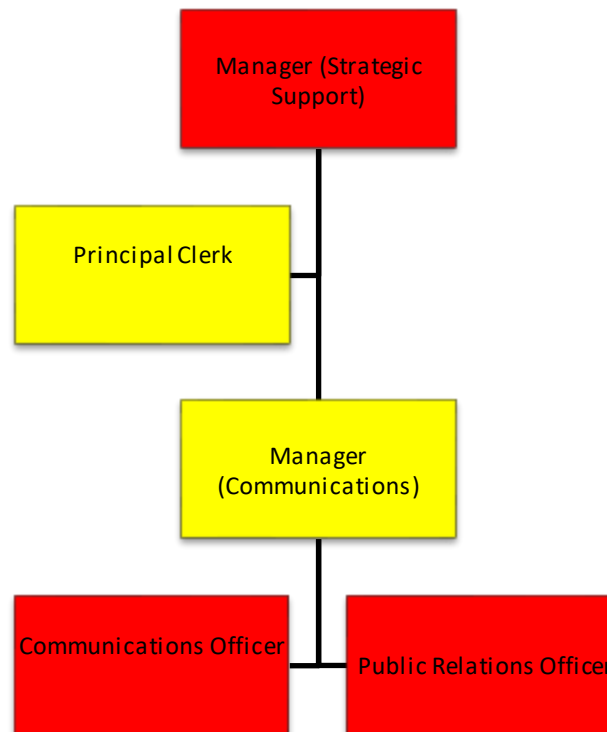 Manager (Strategic
Support)
Principal Clerk
Manager
(Communications)
Communications Officer
Public Relations Officer